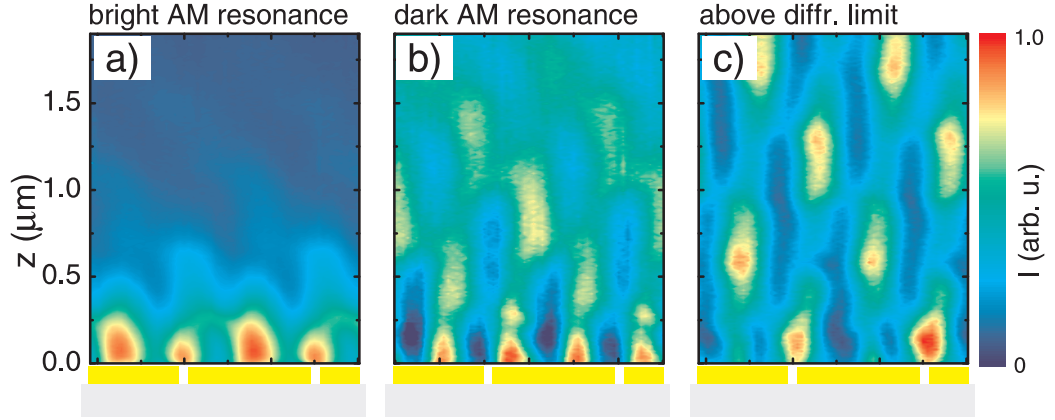 bright AM resonance
dark AM resonance
above diffr. limit
a)
b)
c)
1.0
1.5
1.0
0.5
0.0
z (μm)
I (arb. u.)
0